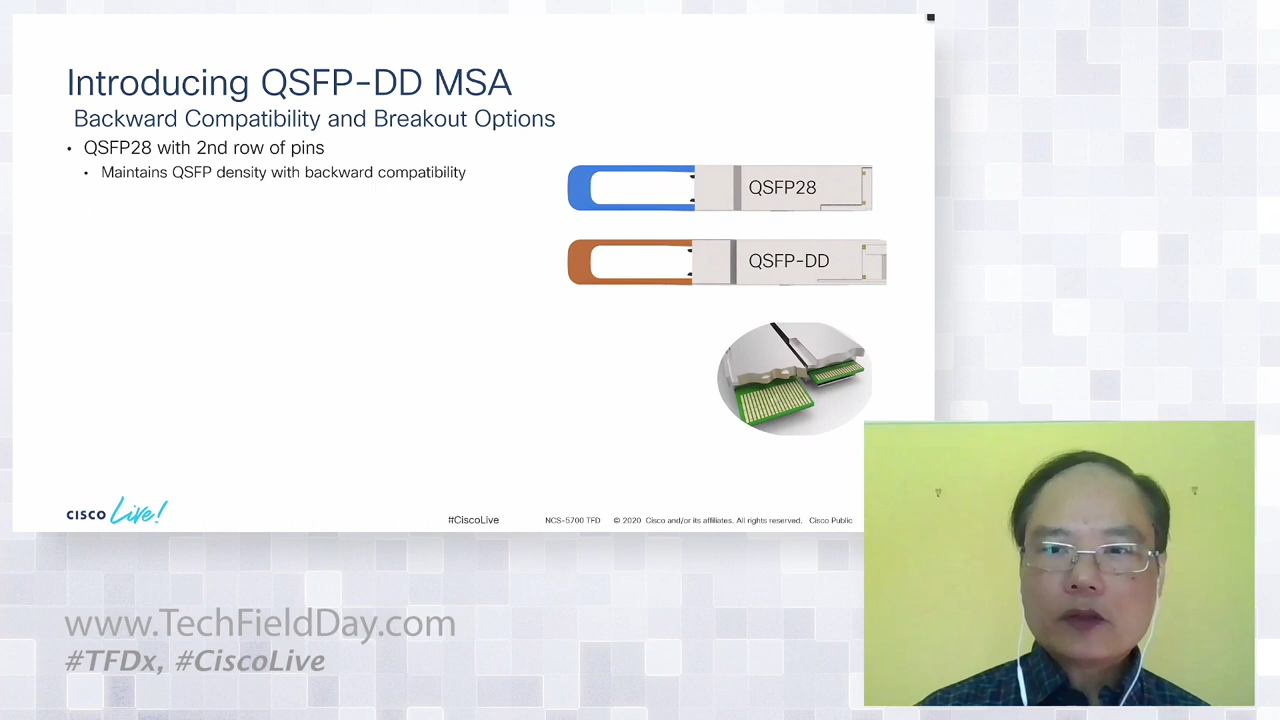 Introducing QSFP-DD MSA
Backward Compatibility and Breakout Options
• QSFP28 with 2nd row of pins
• Maintains QSFP density with backward compatibility
QSFP28
QSFP-DD
CISCO Live!
#CiscoLive
NCS-5700 TFD © 2020 Cisco and/or its affiliates. All rights reserved. Cisco Public
www.TechFieldDay.com
#TFDx, #CiscoLive